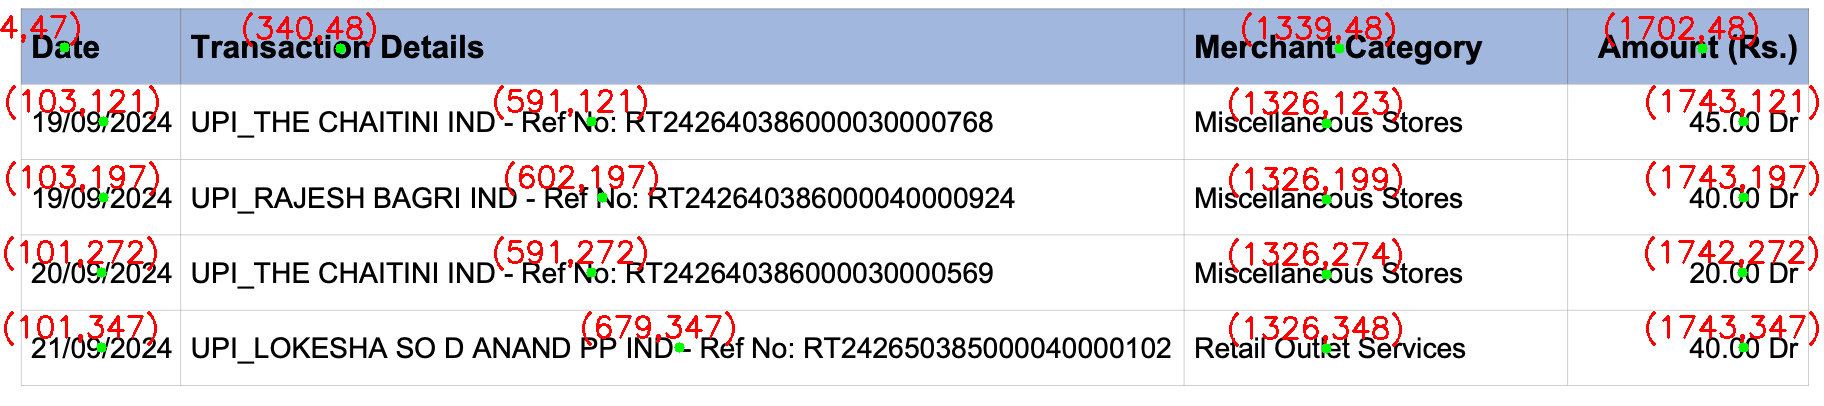 Date Transaction Details Merchant Category Amount (Rs.)
4,47) (340,48) (1339,48) (1702,48)
(103,121) (591,121) (1326,123) (1743,121)
19/09/2024 UPI_THE CHAITINI IND - Ref No: RT242640386000030000768 Miscellaneous Stores 45.00 Dr
(103,197) (602,197) (1326,199) (1743,197)
19/09/2024 UPI_RAJESH BAGRI IND - Ref No: RT242640386000040000924 Miscellaneous Stores 40.00 Dr
(101,272) (591,272) (1326,274) (1742,272)
20/09/2024 UPI_THE CHAITINI IND - Ref No: RT242640386000030000569 Miscellaneous Stores 20.00 Dr
(101,347) (679,347) (1326,348) (1743,347)
21/09/2024 UPI_LOKESHA SO D ANAND PP IND - Ref No: RT242650385000040000102 Retail Outlet Services 40.00 Dr